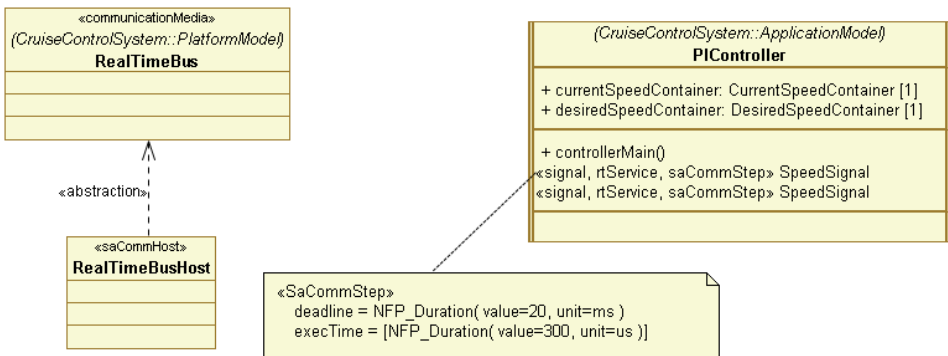 «communicationMedia»
(CruiseControlSystem::PlatformModel)
RealTimeBus
«abstraction»
«saCommHost»
RealTimeBusHost
(CruiseControlSystem::ApplicationModel)
PIController
+ currentSpeedContainer: CurrentSpeedContainer [1]
+ desiredSpeedContainer: DesiredSpeedContainer [1]
+ controllerMain()
«signal, rtService, saCommStep» SpeedSignal
«signal, rtService, saCommStep» SpeedSignal
«SaCommStep»
deadline = NFP_Duration( value=20, unit=ms )
execTime = [NFP_Duration( value=300, unit=us )]